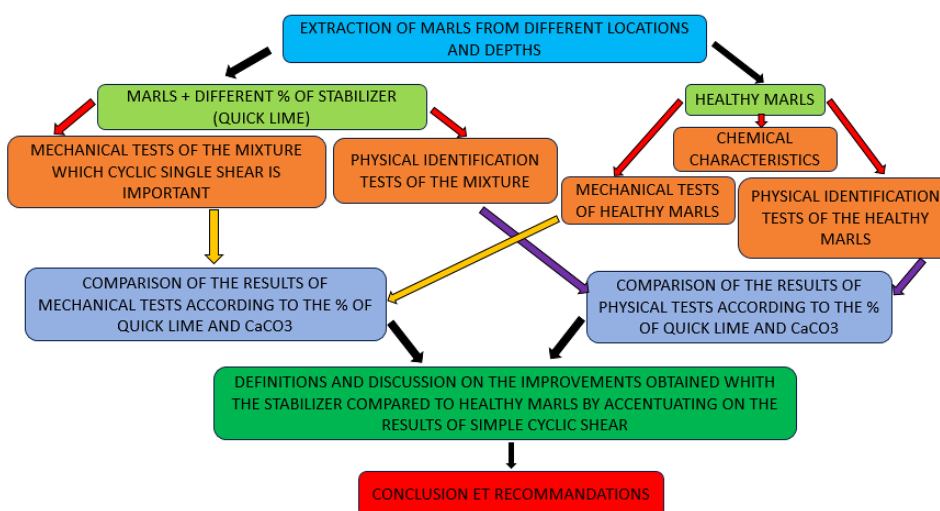 EXTRACTION OF MARLS FROM DIFFERENT LOCATIONS
AND DEPTHS
MARLS + DIFFERENT % OF STABILIZER
(QUICK LIME)
HEALTHY MARLS
MECHANICAL TESTS OF THE MIXTURE
WHICH CYCLIC SINGLE SHEAR IS
IMPORTANT
PHYSICAL IDENTIFICATION
TESTS OF THE MIXTURE
CHEMICAL
CHARACTERISTICS
MECHANICAL TESTS
OF HEALTHY MARLS
PHYSICAL IDENTIFICATION
TESTS OF THE HEALTHY
MARLS
COMPARISON OF THE RESULTS OF
MECHANICAL TESTS ACCORDING TO THE % OF
QUICK LIME AND CaCO3
COMPARISON OF THE RESULTS OF
PHYSICAL TESTS ACCORDING TO THE %
OF QUICK LIME AND CaCO3
DEFINITIONS AND DISCUSSION ON THE IMPROVEMENTS OBTAINED WHITH
THE STABILIZER COMPARED TO HEALTHY MARLS BY ACCENTUATING ON THE
RESULTS OF SIMPLE CYCLIC SHEAR
CONCLUSION ET RECOMMANDATIONS